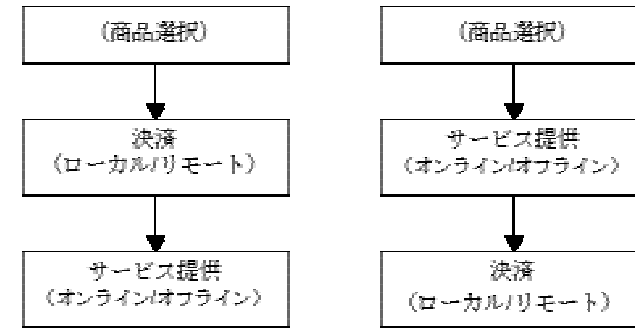 (商品選択)
決済
(ローカル/リモート)
サービス提供
(オンライン/オフライン)
(商品選択)
サービス提供
(オンライン/オフライン)
決済
(ローカル/リモート)